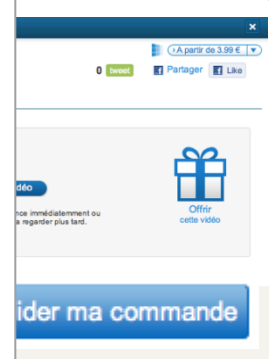 A partir de 3.99 €
0 tweet Partager Like
déo
nce immédiatemment ou
a regarder plus tard.
Offrir
cette vidéo
ider ma commande